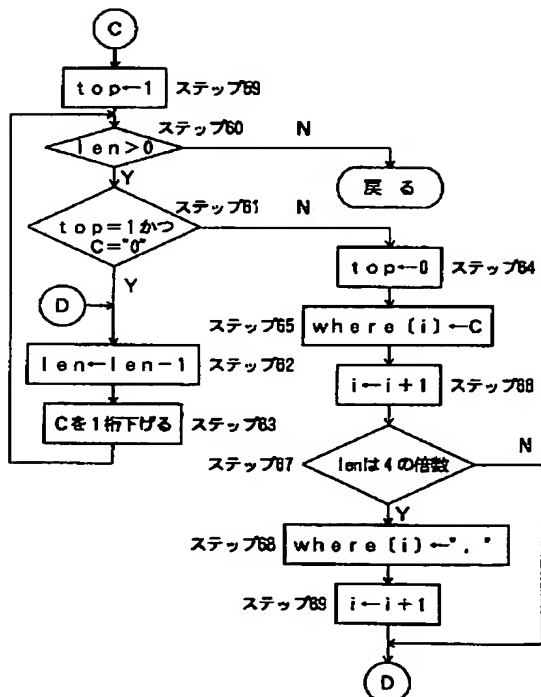 C
top←1 ステップ59
ステップ60
len>0
N
Y
戻る
ステップ61
top=1かつ
C="0"
N
Y
D
len←len-1
ステップ62
Cを1桁下げる
ステップ63
top←0 ステップ64
ステップ65 where〔i〕←C
i←i+1 ステップ66
ステップ67 lenは4の倍数
N
Y
ステップ68 where〔i〕←","
ステップ69 i←i+1
D